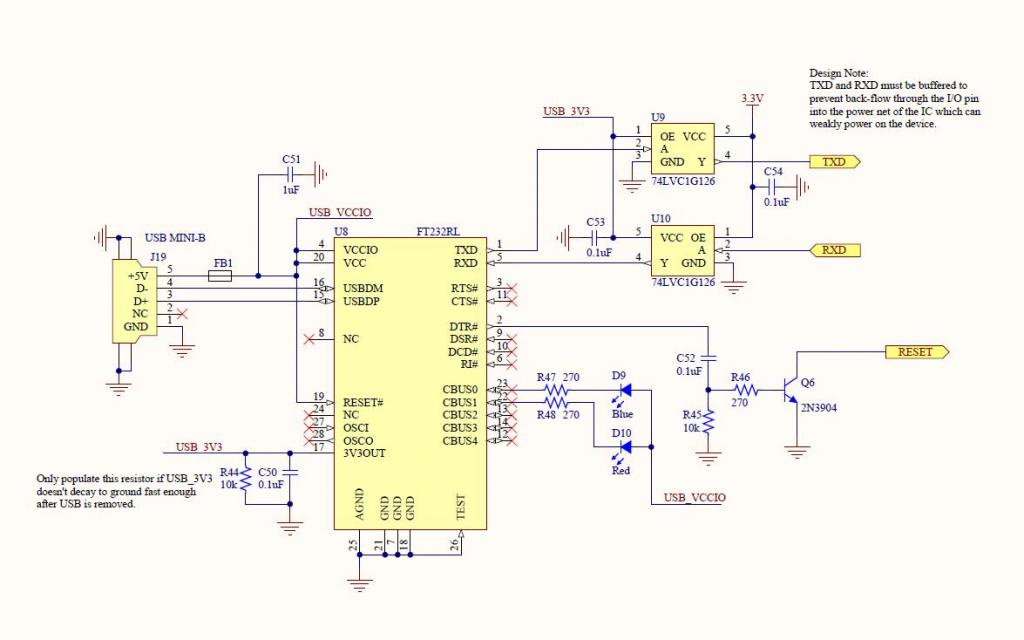 Design Note:
TXD and RXD must be buffered to
prevent back-flow through the I/O pin
into the power net of the IC which can
weakly power on the device.
USB_3V3
3.3V
U9
1 OE VCC 5
2 A
3 GND Y 4
74LVC1G126
TXD
C54
0.1uF
C51
1uF
USB_VCCIO
C53
0.1uF
U10
5 VCC OE 1
A 2
4 Y GND 3
74LVC1G126
RXD
USB MINI-B
J19
+5V 5
D- 4
D+ 3
NC 2
GND 1
FB1
U8 FT232RL
4 VCCIO TXD 1
20 VCC RXD 5
16 USBDM RTS# 3
15 USBDP CTS# 11
DTR# 2
8 NC DSR# 9
DCD# 10
RI# 6
CBUS0 23
19 RESET# CBUS1 22
24 NC CBUS2 13
27 OSCI CBUS3 14
28 OSCO CBUS4 12
17 3V3OUT
AGND GND GND GND TEST
25 21 7 18 26
C52
0.1uF
RESET
R46
270
Q6
2N3904
R45
10k
R47 270
R48 270
D9
Blue
D10
Red
USB_VCCIO
USB_3V3
R44
10k
C50
0.1uF
Only populate this resistor if USB_3V3
doesn't decay to ground fast enough
after USB is removed.